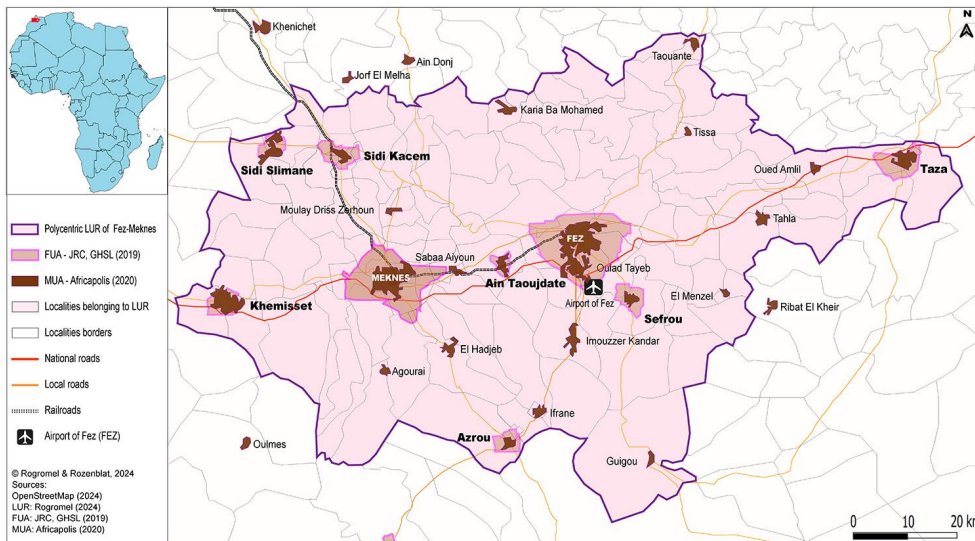 Khenichet
Ain Donj
Jorf El Melha
Taouante
Karia Ba Mohamed
Tissa
Sidi Slimane
Sidi Kacem
Oued Amlil
Taza
Moulay Driss Zerhoun
Tahla
FEZ
Sabaa Aiyoun
MEKNES
Oulad Tayeb
Ain Taoujdate
Airport of Fez
El Menzel
Khemisset
Sefrou
Ribat El Kheir
El Hadjeb
Imouzzer Kandar
Agourai
Ifrane
Azrou
Oulmes
Guigou
N
0 10 20 km
Polycentric LUR of Fez-Meknes
FUA - JRC, GHSL (2019)
MUA - Africapolis (2020)
Localities belonging to LUR
Localities borders
National roads
Local roads
Railroads
Airport of Fez (FEZ)
© Rogromel & Rozenblat, 2024
Sources:
OpenStreetMap (2024)
LUR: Rogromel (2024)
FUA: JRC, GHSL (2019)
MUA: Africapolis (2020)